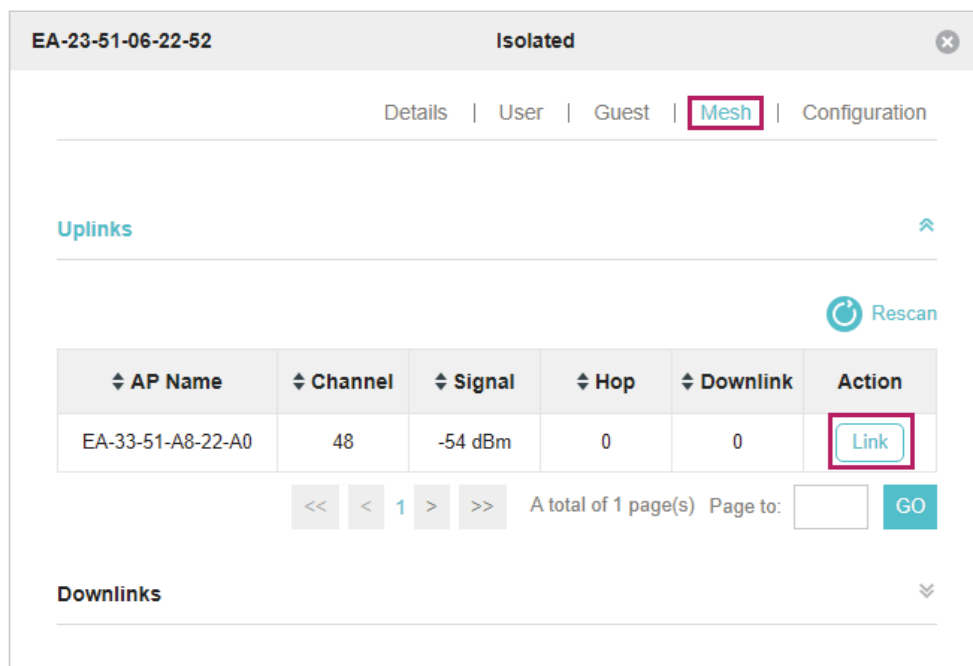 EA-23-51-06-22-52 Isolated
Details | User | Guest | Mesh | Configuration
Uplinks
Rescan
AP Name Channel Signal Hop Downlink Action
EA-33-51-A8-22-A0 48 -54 dBm 0 0 Link
<< < 1 > >> A total of 1 page(s) Page to: GO
Downlinks